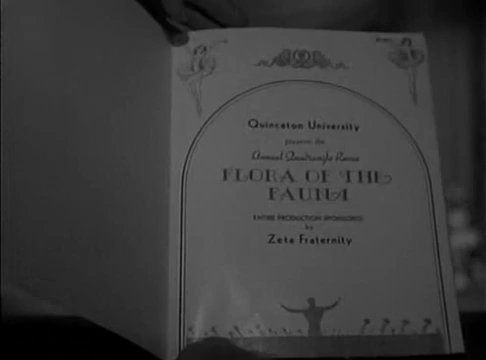 Quinceton University
presents the
Annual Quadrangle Revue
FLORA OF THE
FAUNA
ENTIRE PRODUCTION SPONSORED
by
Zeta Fraternity